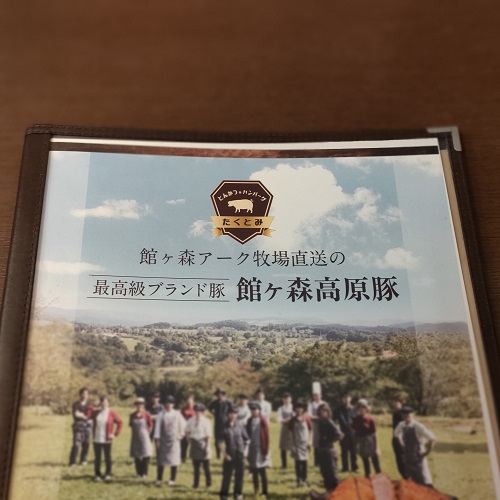 とんかつ&ハンバーグ
たくとみ
館ヶ森アーク牧場直送の
最高級ブランド豚 館ヶ森高原豚